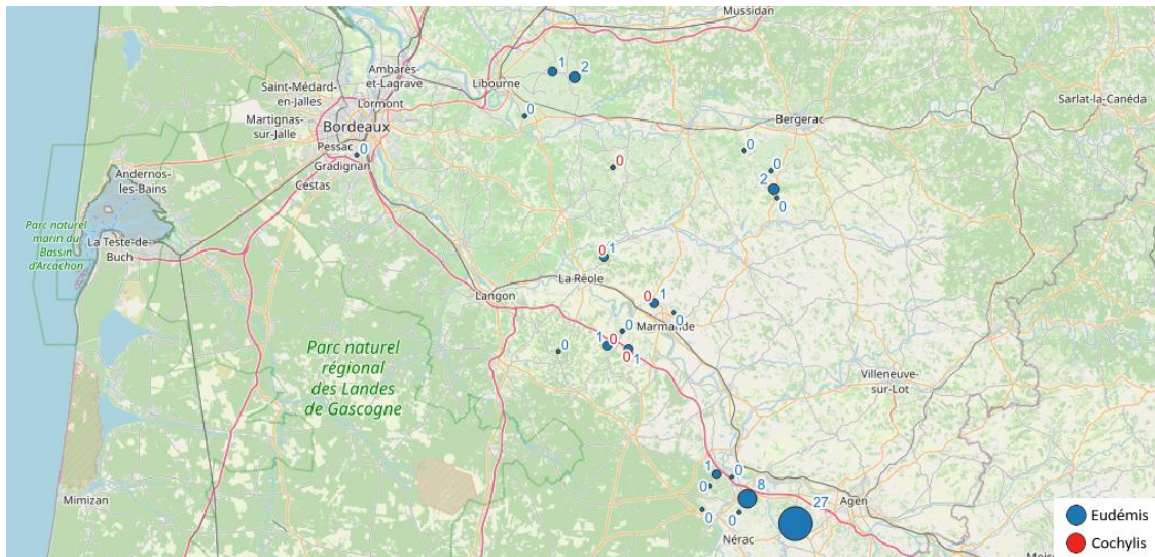 Mussidan
Ambarès-
et-Lagrave
Libourne
1
2
Saint-Médard-
en-Jalles
Lormont
Sarlat-la-Canéda
Martignas-
sur-Jalle
Bordeaux
0
Bergerac
Pessac
0
Gradignan
0
0
0
Andernos-
les-Bains
Cestas
2
0
Parc naturel
marin du
Bassin
d'Arcachon
La Teste-de-
Buch
0
1
La Réole
Langon
0
1
0
Marmande
0
1
0
0
0
1
Parc naturel
régional
des Landes
de Gascogne
Villeneuve-
sur-Lot
1
0
0
8
27
Agen
Mimizan
0
0
Nérac
Eudémis
Cochylis